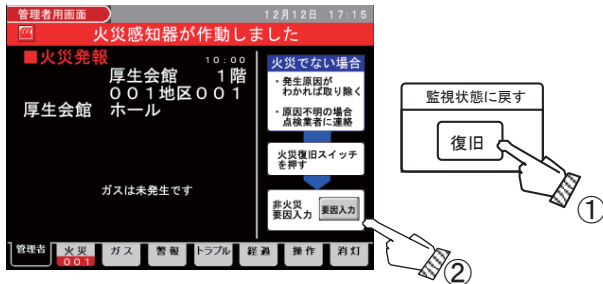 管理者用画面
12月12日 17:15
火災感知器が作動しました
■火災発報
10:00
厚生会館 1階
001地区001
厚生会館 ホール
ガスは未発生です
火災でない場合
・発生原因が
わかれば取り除く
・原因不明の場合
点検業者に連絡
火災復旧スイッチ
を押す
非火災
要因入力
要因入力
管理者 火災 ガス 警報 トラブル 経過 操作 消灯
001
監視状態に戻す
復旧
①
②